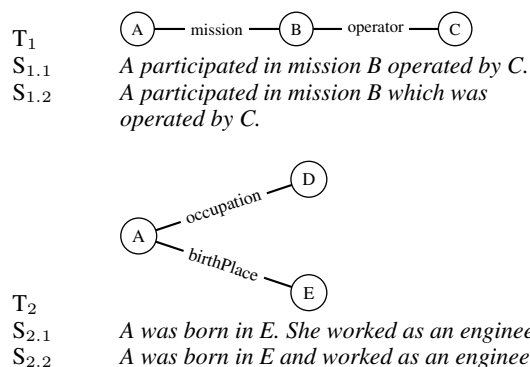 A mission B operator C
T1
S1.1 A participated in mission B operated by C.
S1.2 A participated in mission B which was
operated by C.
D
occupation
A
birthPlace
E
T2
S2.1 A was born in E. She worked as an enginee
S2.2 A was born in E and worked as an enginee